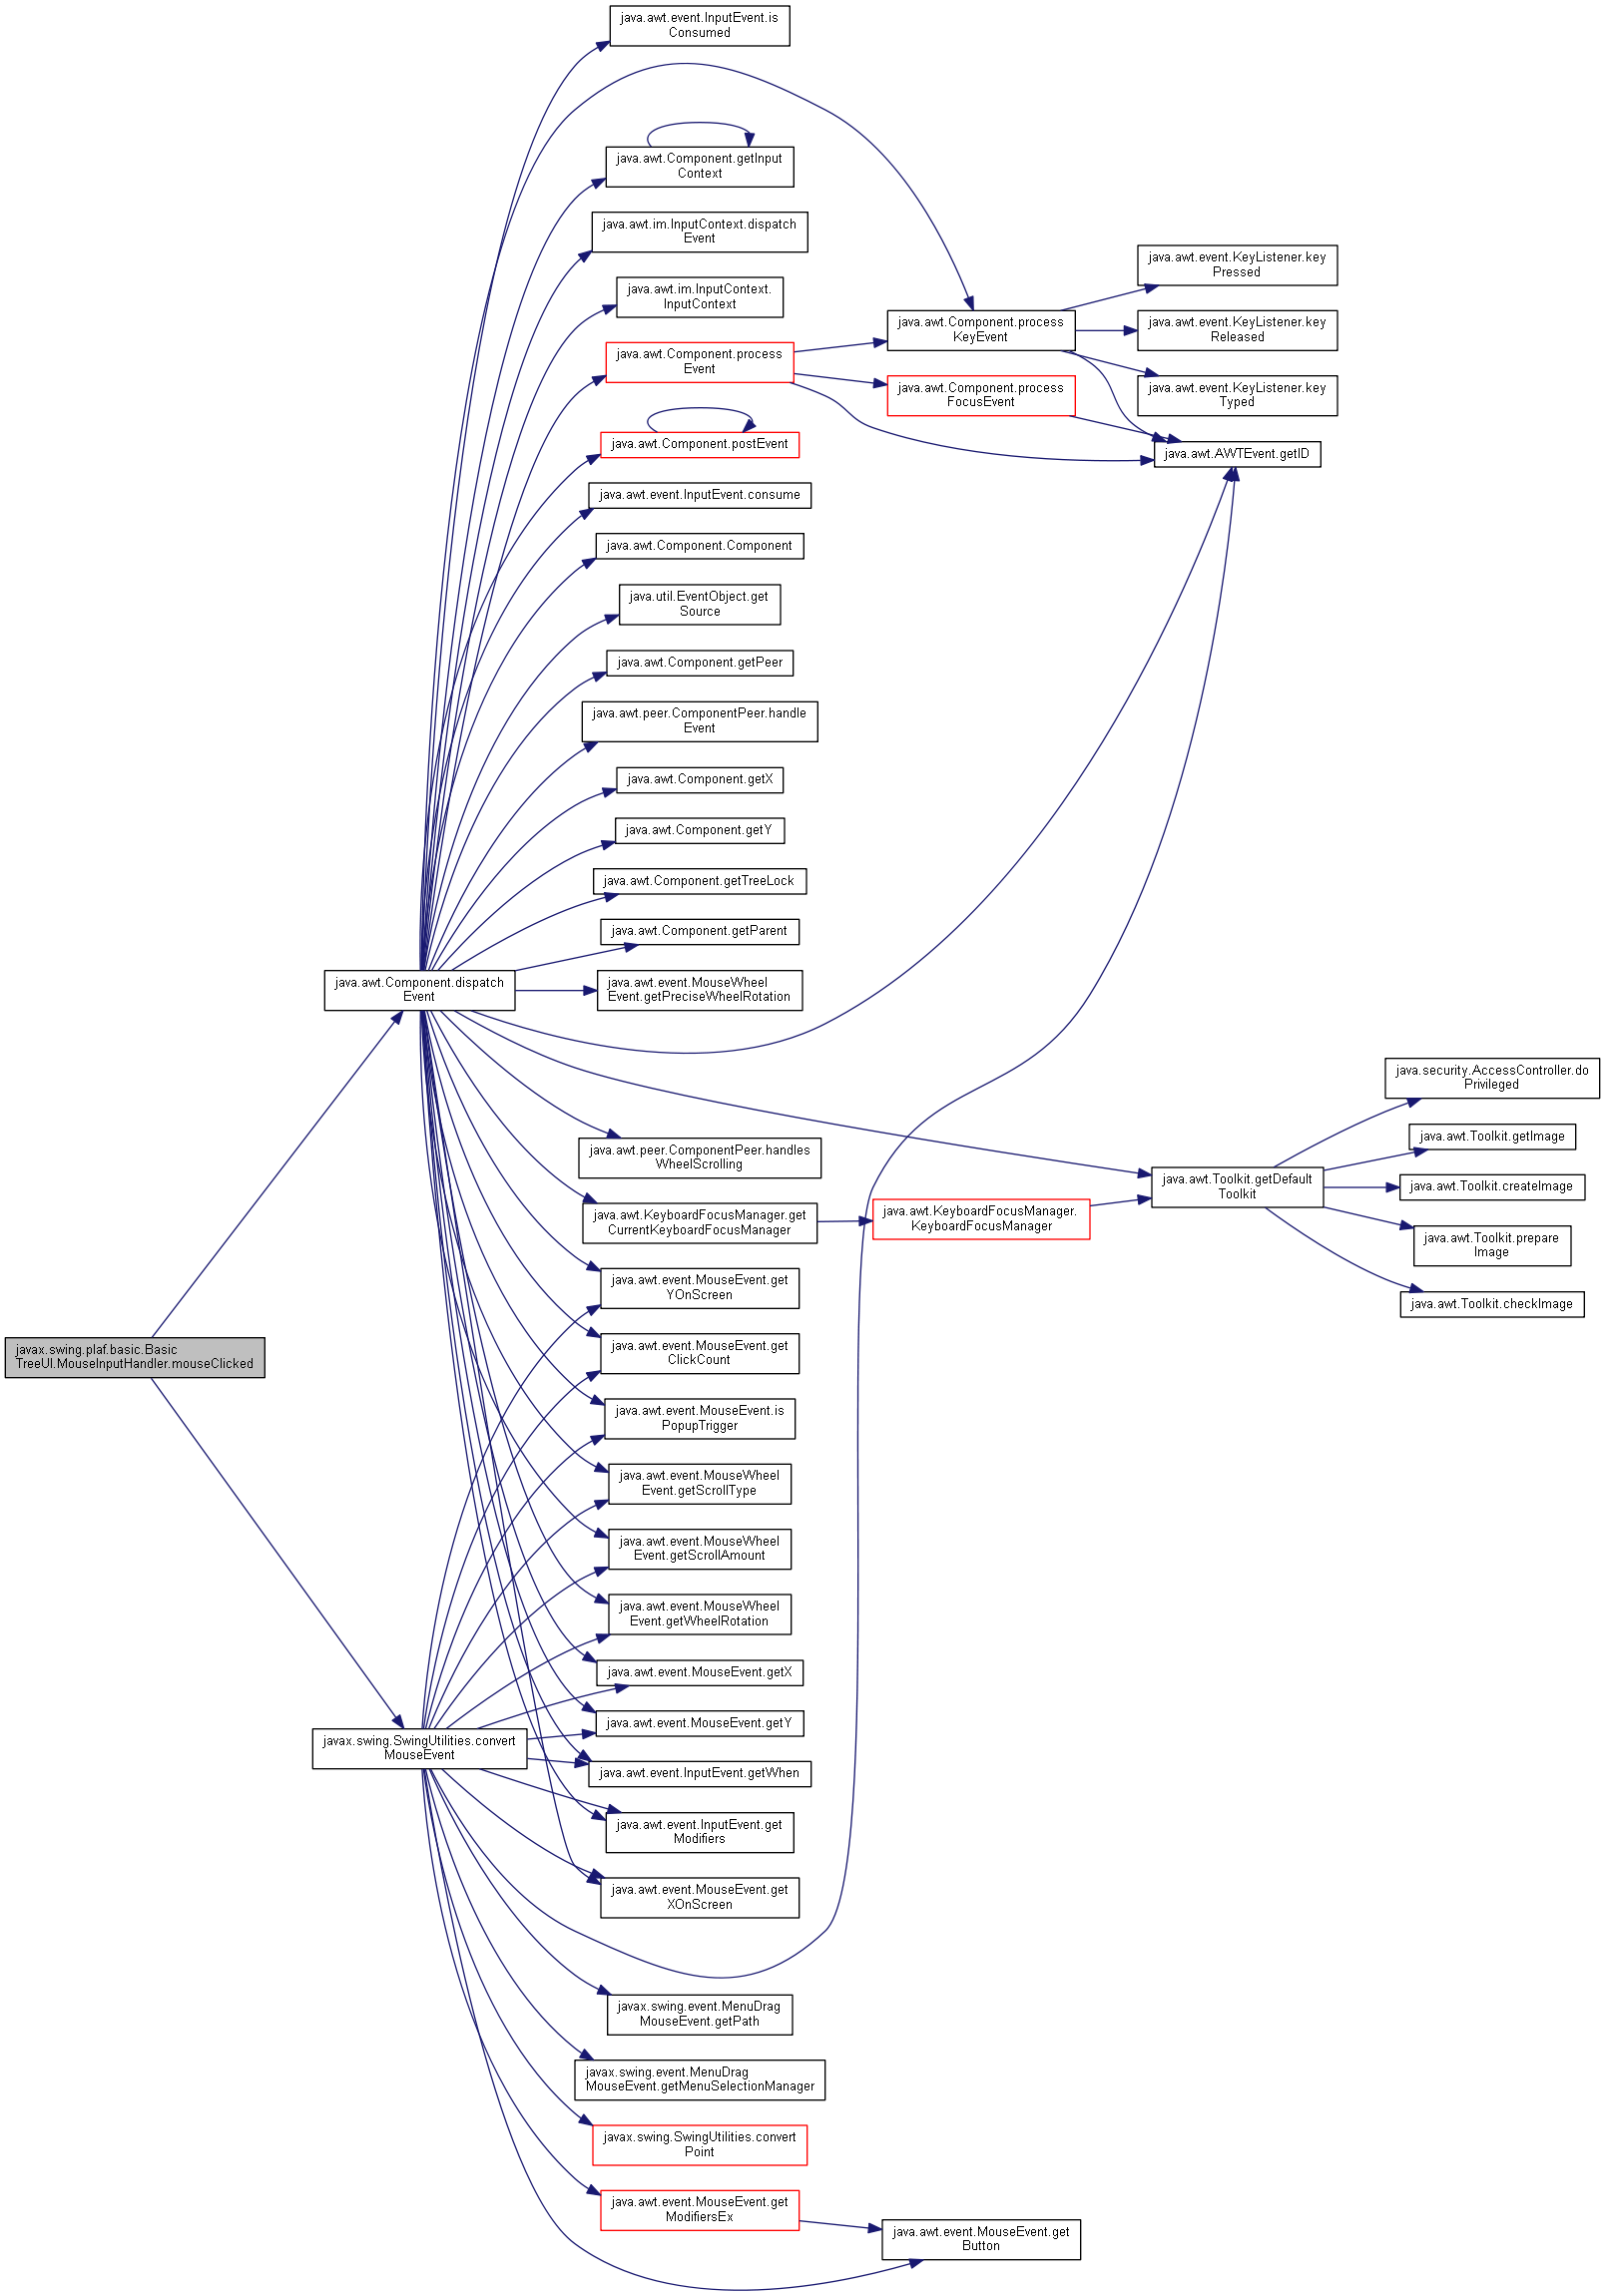 java.awt.event.InputEvent.is
Consumed
java.awt.Component.getInput
Context
java.awt.im.InputContext.dispatch
Event
java.awt.im.InputContext.
InputContext
java.awt.Component.process
Event
java.awt.Component.postEvent
java.awt.event.InputEvent.consume
java.awt.Component.Component
java.util.EventObject.get
Source
java.awt.Component.getPeer
java.awt.peer.ComponentPeer.handle
Event
java.awt.Component.getX
java.awt.Component.getY
java.awt.Component.getTreeLock
java.awt.Component.getParent
java.awt.event.MouseWheel
Event.getPreciseWheelRotation
java.awt.Component.dispatch
Event
java.awt.peer.ComponentPeer.handles
WheelScrolling
java.awt.KeyboardFocusManager.get
CurrentKeyboardFocusManager
java.awt.event.MouseEvent.get
YOnScreen
java.awt.event.MouseEvent.get
ClickCount
javax.swing.plaf.basic.Basic
TreeUI.MouseInputHandler.mouseClicked
java.awt.event.MouseEvent.is
PopupTrigger
java.awt.event.MouseWheel
Event.getScrollType
java.awt.event.MouseWheel
Event.getScrollAmount
java.awt.event.MouseWheel
Event.getWheelRotation
java.awt.event.MouseEvent.getX
java.awt.event.MouseEvent.getY
javax.swing.SwingUtilities.convert
MouseEvent
java.awt.event.InputEvent.getWhen
java.awt.event.InputEvent.get
Modifiers
java.awt.event.MouseEvent.get
XOnScreen
javax.swing.event.MenuDrag
MouseEvent.getPath
javax.swing.event.MenuDrag
MouseEvent.getMenuSelectionManager
javax.swing.SwingUtilities.convert
Point
java.awt.event.MouseEvent.get
ModifiersEx
java.awt.event.MouseEvent.get
Button
java.awt.Component.process
KeyEvent
java.awt.Component.process
FocusEvent
java.awt.event.KeyListener.key
Pressed
java.awt.event.KeyListener.key
Released
java.awt.event.KeyListener.key
Typed
java.awt.AWTEvent.getID
java.awt.KeyboardFocusManager.
KeyboardFocusManager
java.awt.Toolkit.getDefault
Toolkit
java.security.AccessController.do
Privileged
java.awt.Toolkit.getImage
java.awt.Toolkit.createImage
java.awt.Toolkit.prepare
Image
java.awt.Toolkit.checkImage